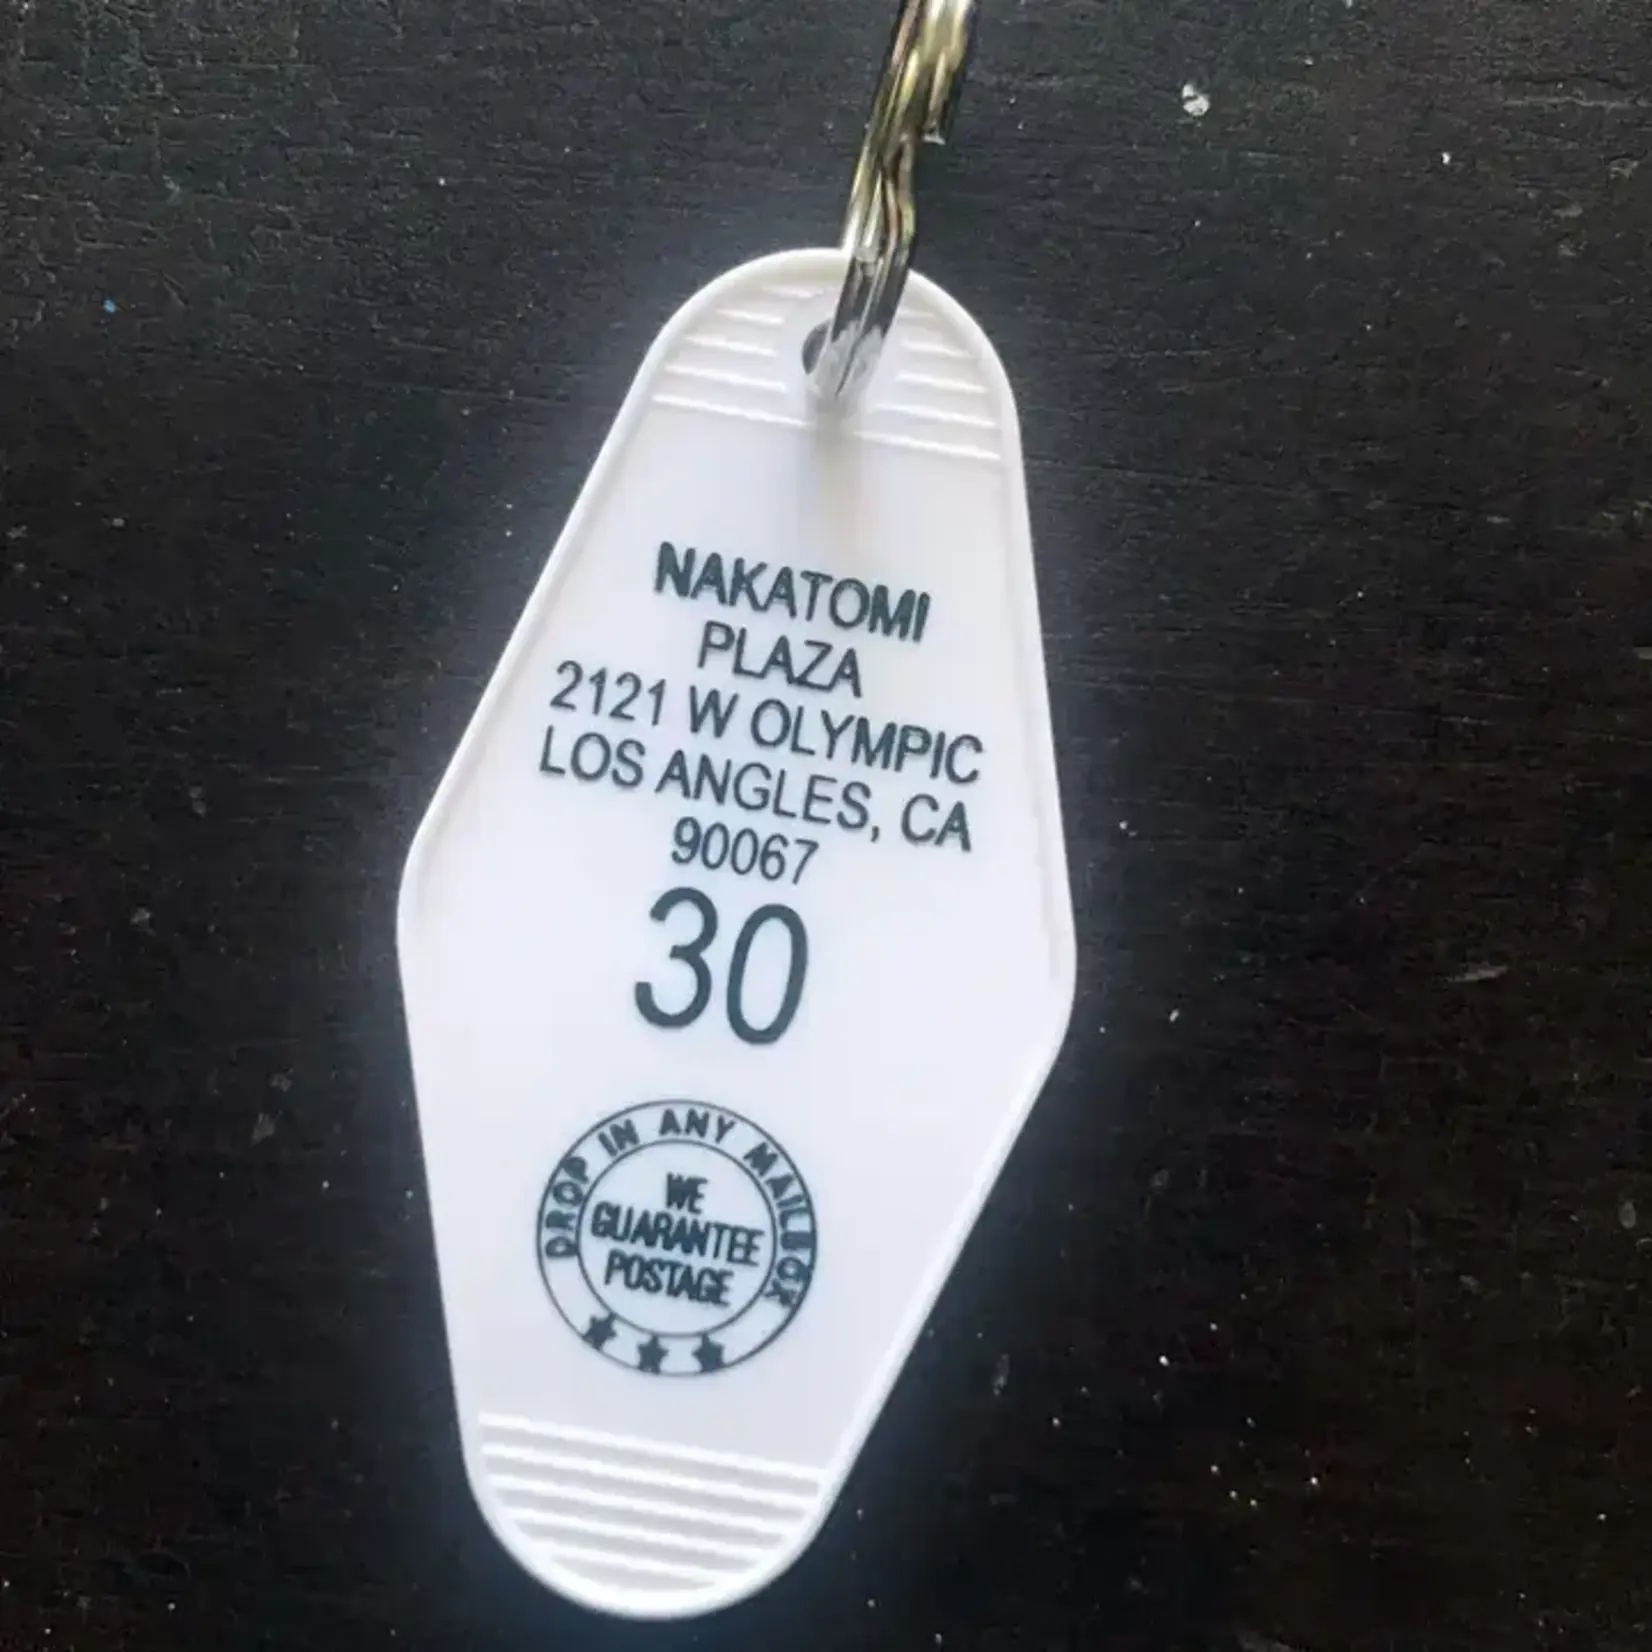 NAKATOMI
PLAZA
2121 W OLYMPIC
LOS ANGLES, CA
90067
30
DROP IN ANY MAILBOX
WE
GUARANTEE
POSTAGE